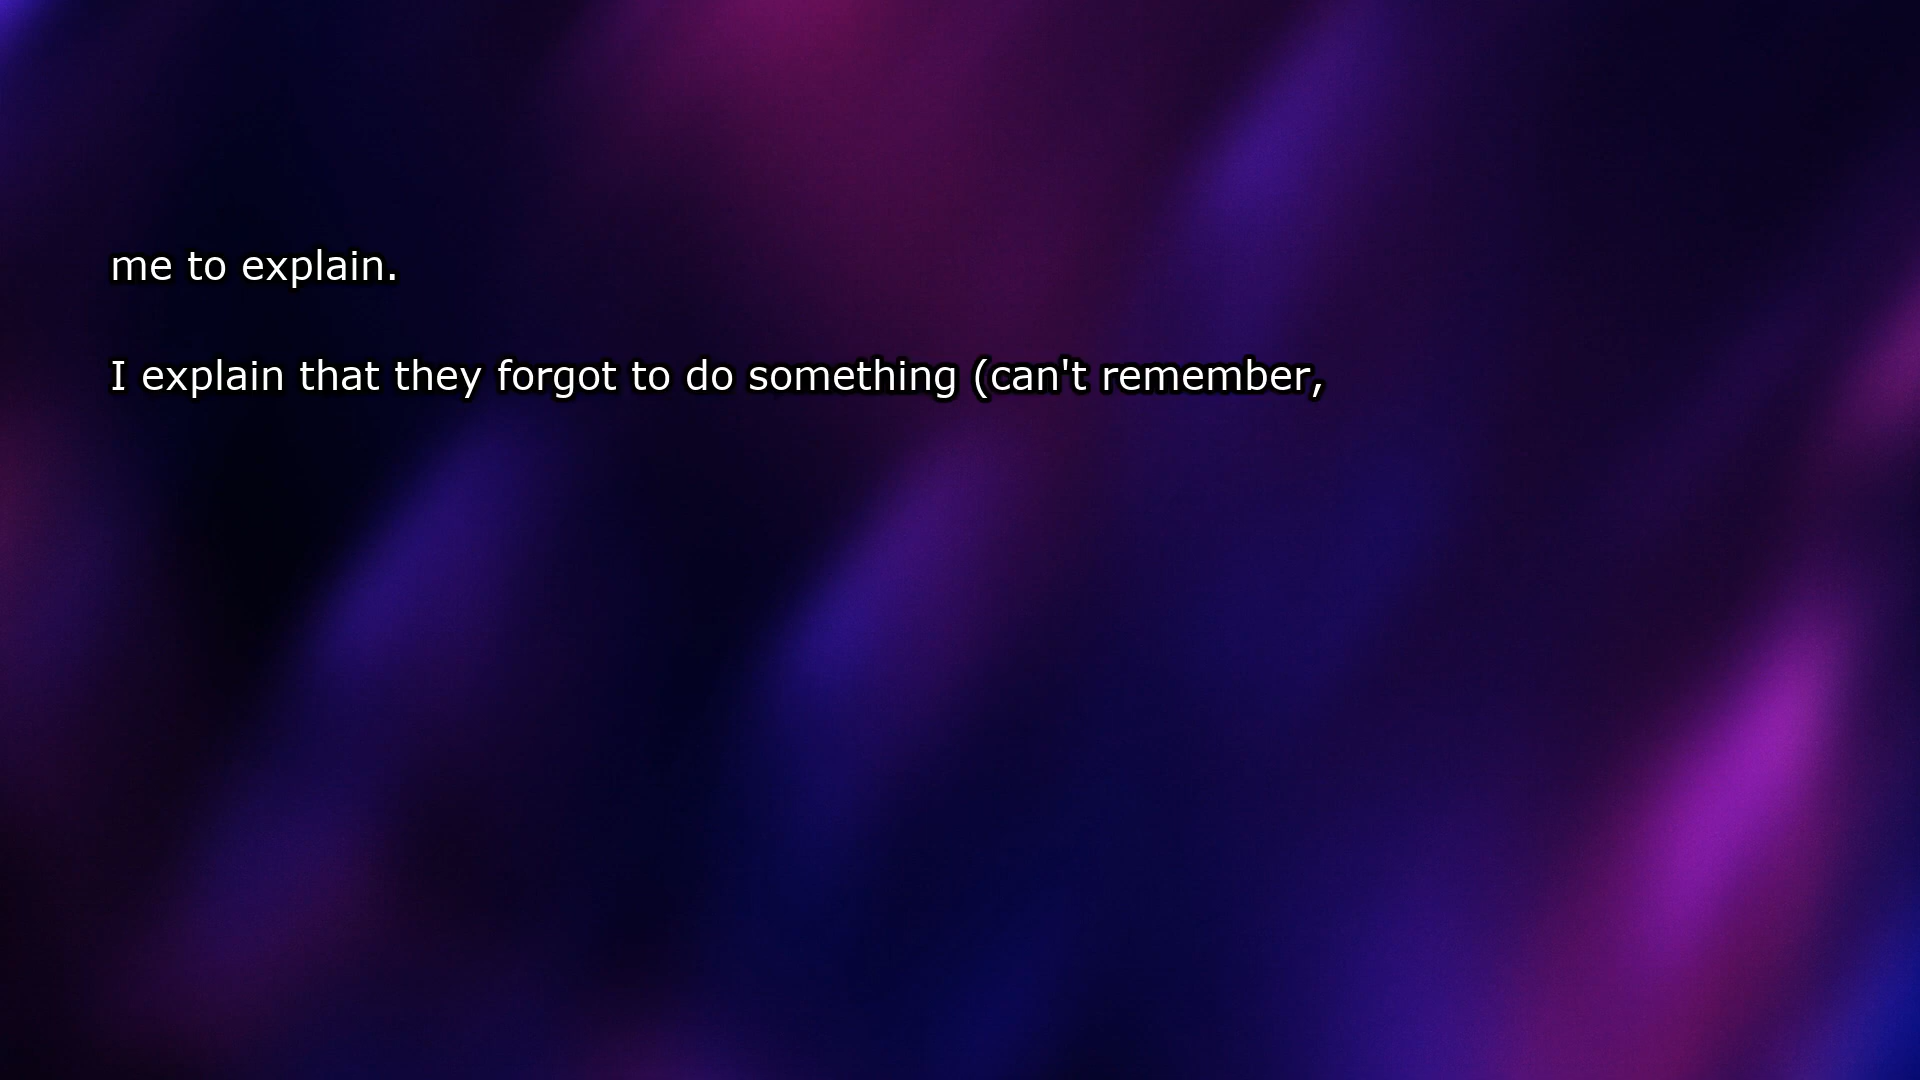 me to explain.
I explain that they forgot to do something (can't remember,